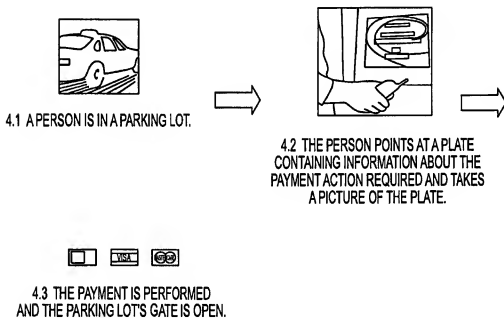 4.1 A PERSON IS IN A PARKING LOT.
4.2 THE PERSON POINTS AT A PLATE
CONTAINING INFORMATION ABOUT THE
PAYMENT ACTION REQUIRED AND TAKES
A PICTURE OF THE PLATE.
VISA
4.3 THE PAYMENT IS PERFORMED
AND THE PARKING LOT'S GATE IS OPEN.